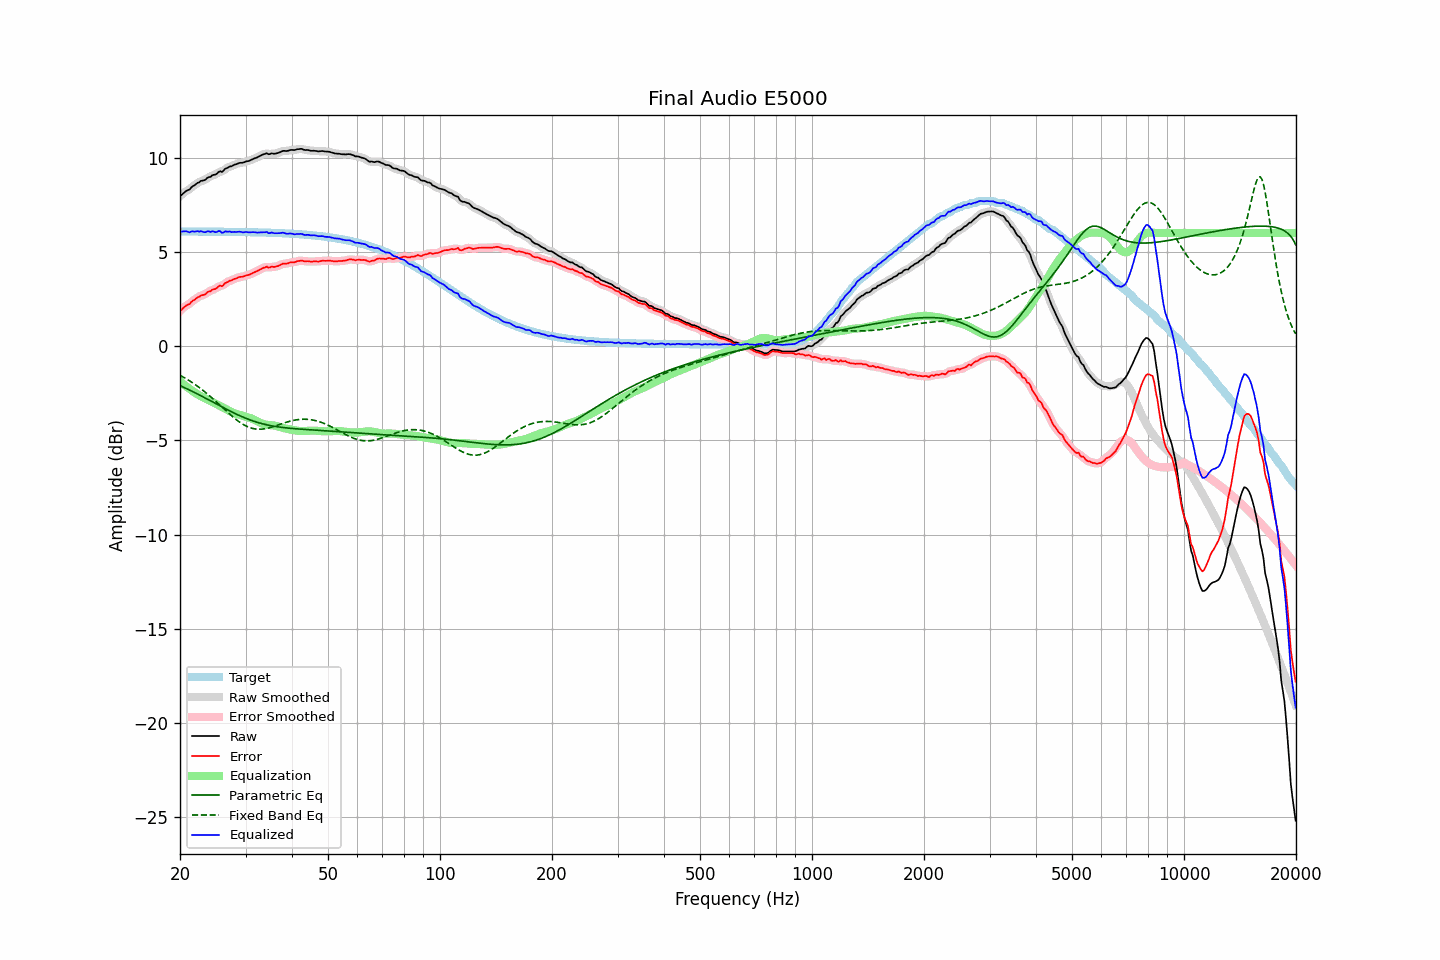 Final Audio E5000
Amplitude (dBr)
10
5
0
−5
−10
−15
−20
−25
Target
Raw Smoothed
Error Smoothed
Raw
Error
Equalization
Parametric Eq
Fixed Band Eq
Equalized
20 50 100 200 500 1000 2000 5000 10000 20000
Frequency (Hz)